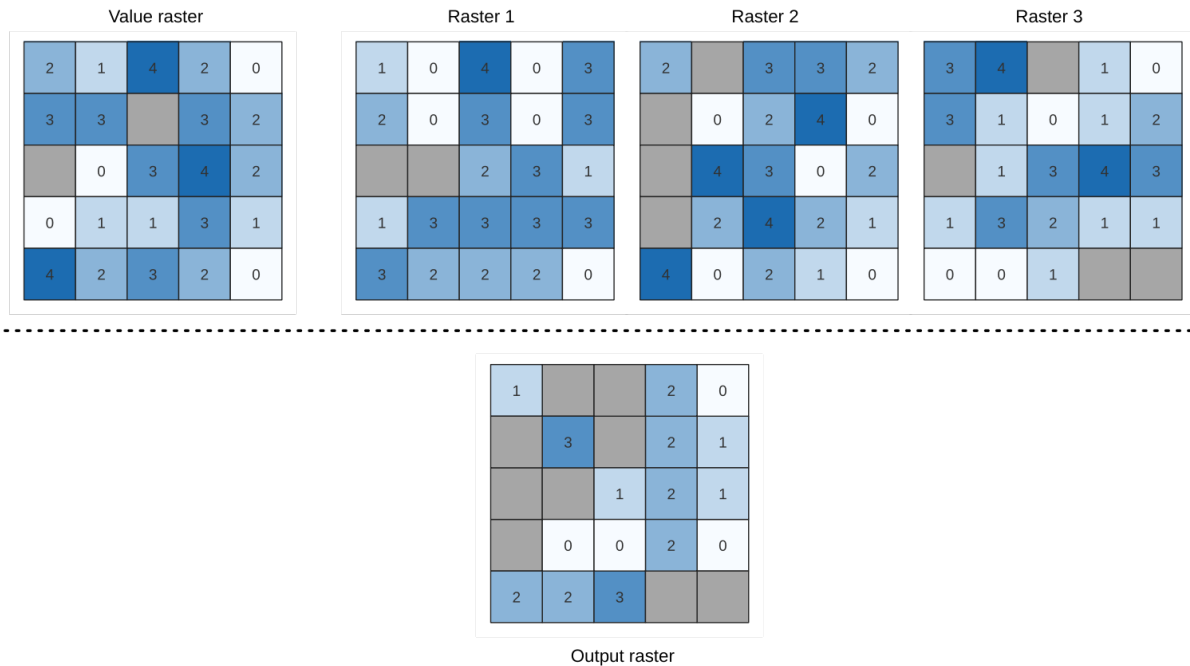 Value raster Raster 1 Raster 2 Raster 3
2 1 4 2 0 1 0 4 0 3 2 3 3 2 3 4 1 0
3 3 3 2 2 0 3 0 3 0 2 4 0 3 1 0 1 2
0 3 4 2 2 3 1 4 3 0 2 1 3 4 3
0 1 1 3 1 1 3 3 3 3 2 4 2 1 1 3 2 1 1
4 2 3 2 0 3 2 2 2 0 4 0 2 1 0 0 0 1
1 2 0
3 2 1
1 2 1
0 0 2 0
2 2 3
Output raster